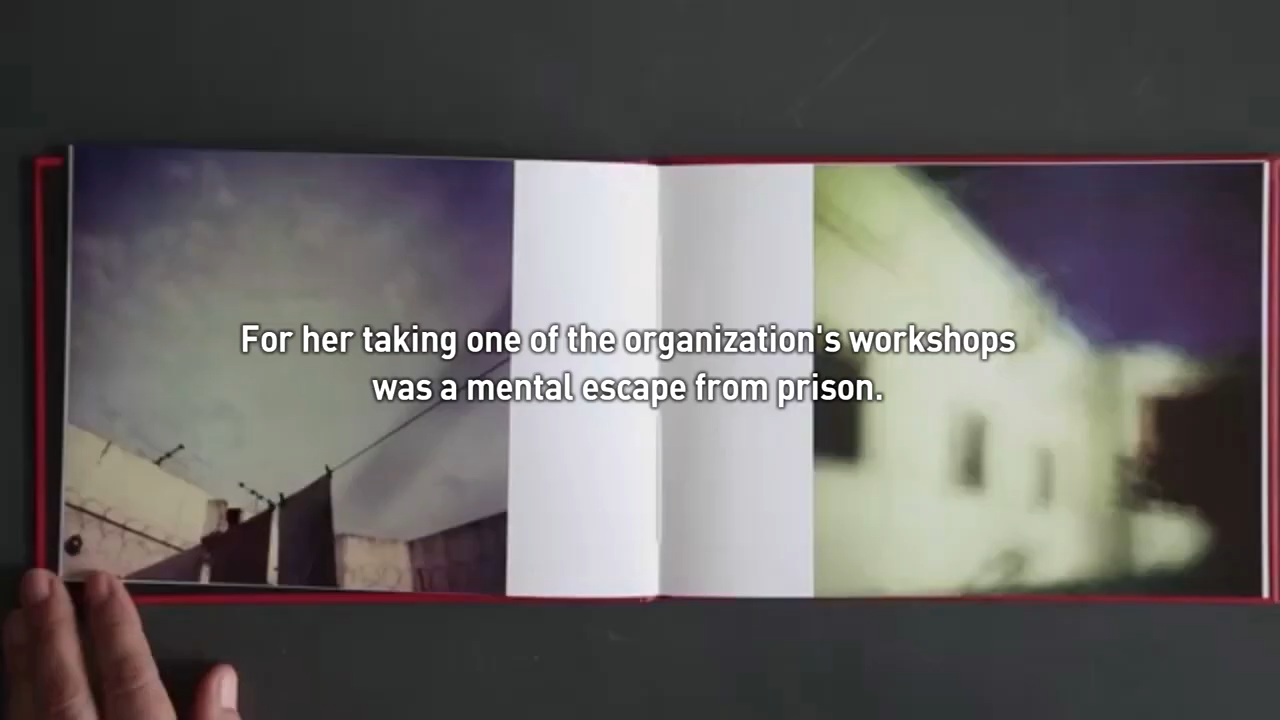 For her taking one of the organization's workshops
was a mental escape from prison.